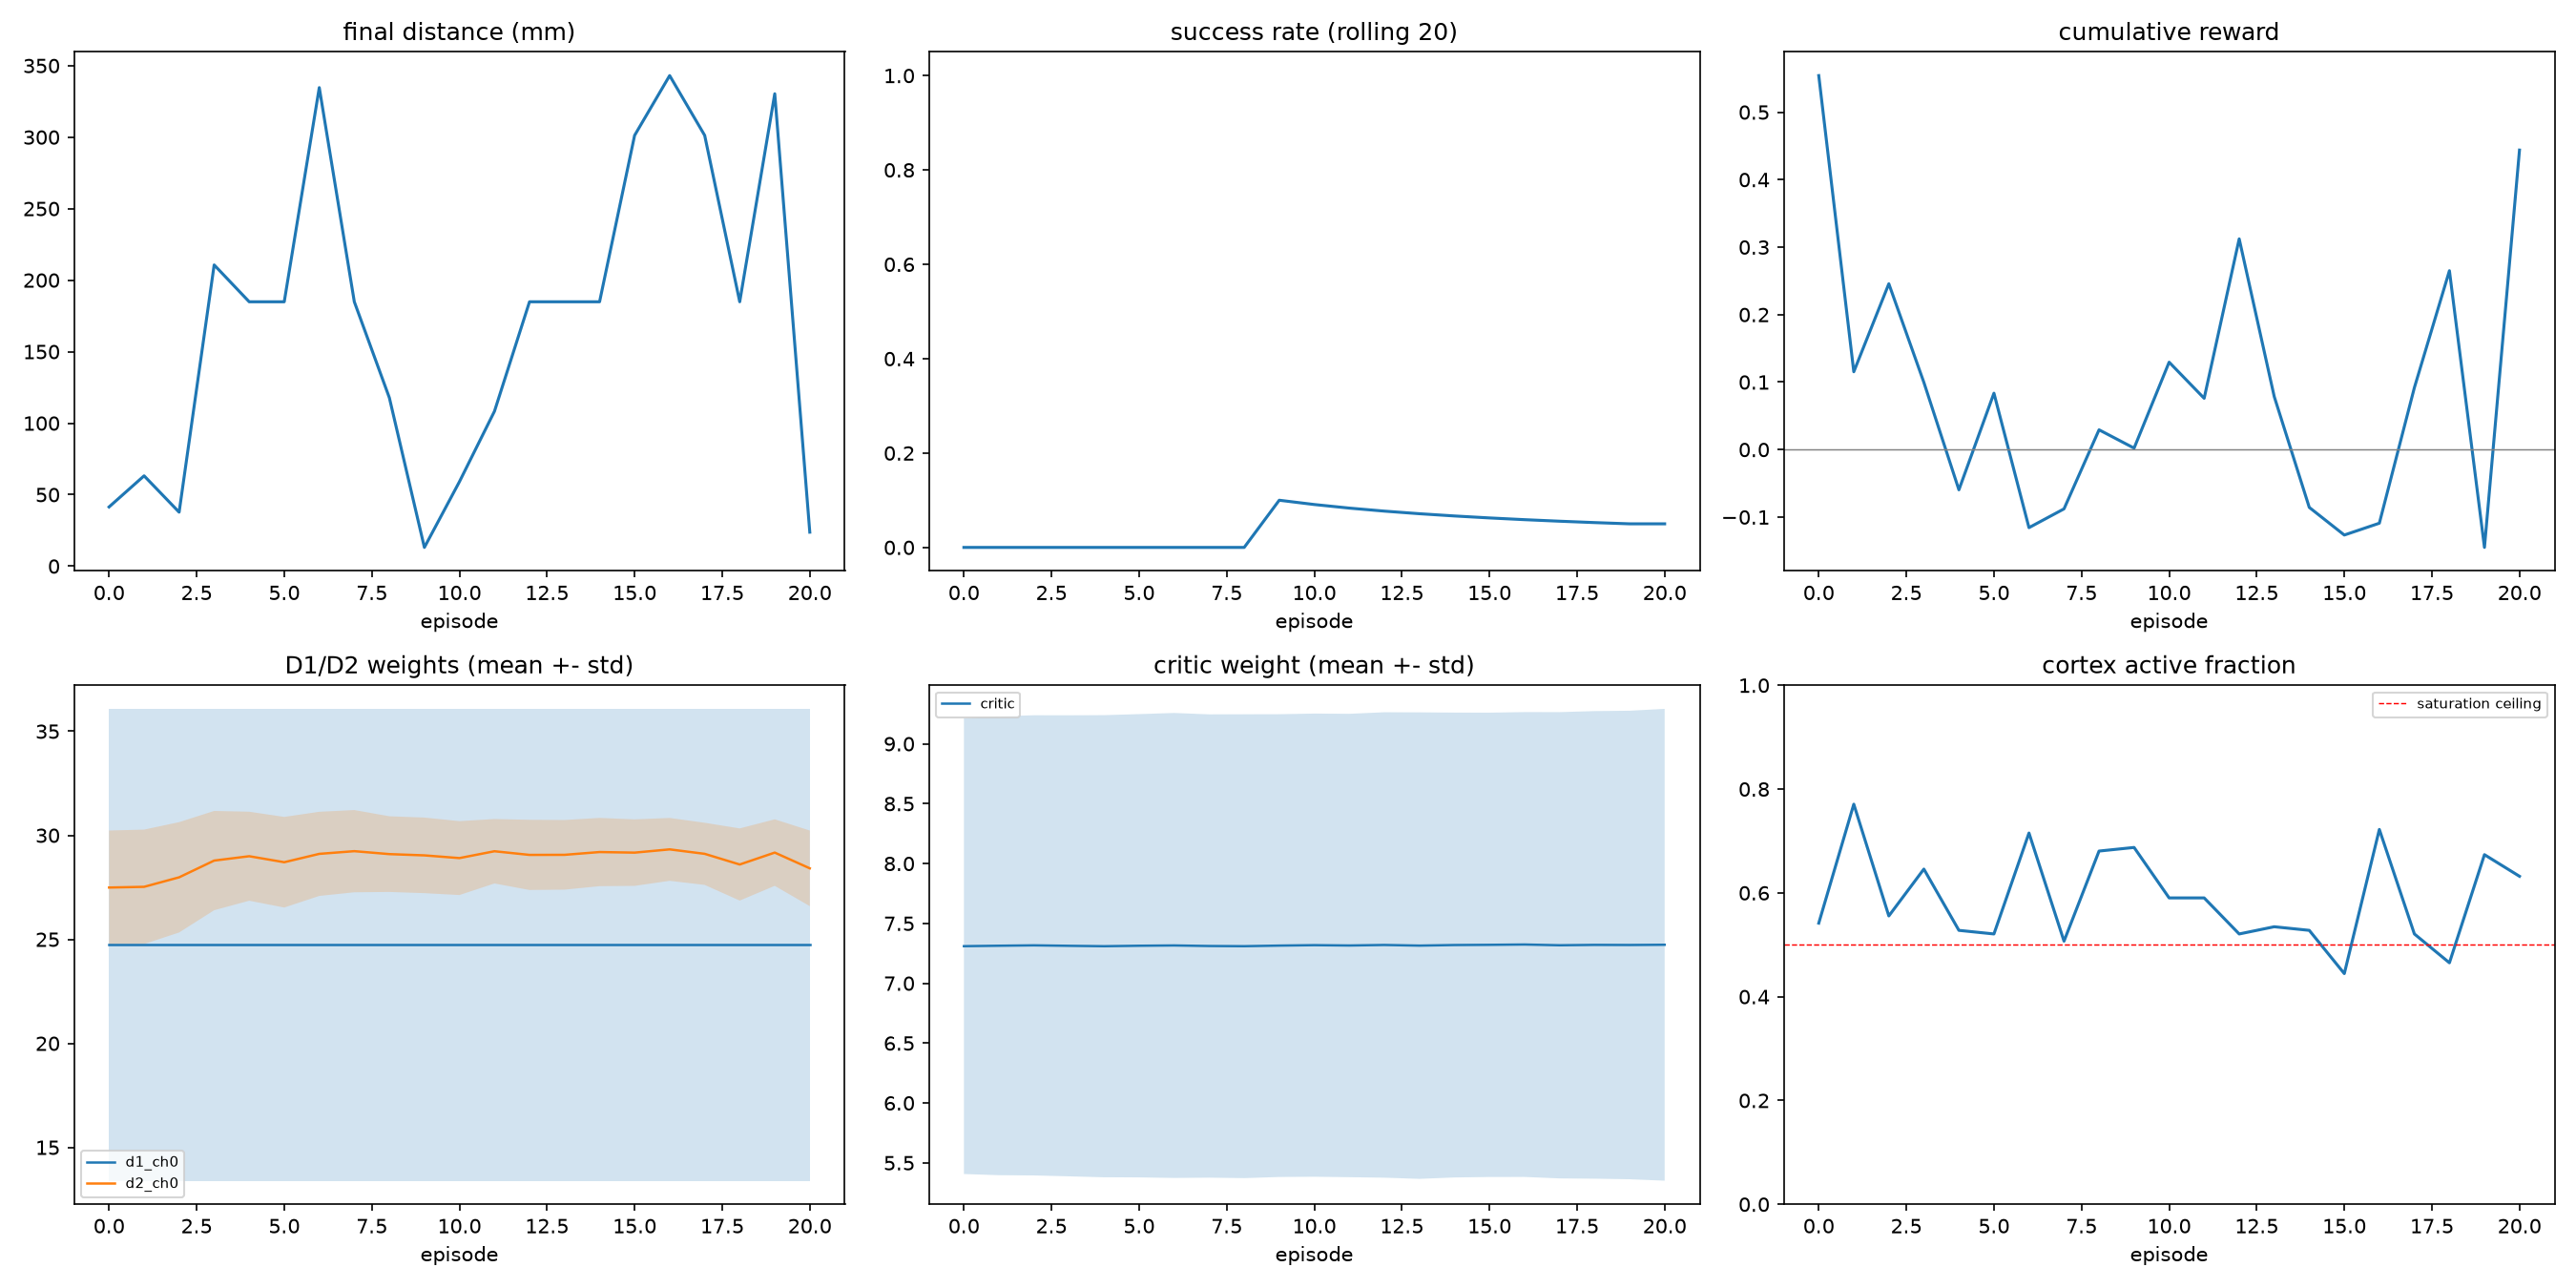 final distance (mm)
350
300
250
200
150
100
50
0
0.0 2.5 5.0 7.5 10.0 12.5 15.0 17.5 20.0
episode
success rate (rolling 20)
1.0
0.8
0.6
0.4
0.2
0.0
0.0 2.5 5.0 7.5 10.0 12.5 15.0 17.5 20.0
episode
cumulative reward
0.5
0.4
0.3
0.2
0.1
0.0
−0.1
0.0 2.5 5.0 7.5 10.0 12.5 15.0 17.5 20.0
episode
D1/D2 weights (mean +- std)
35
30
25
20
15
d1_ch0
d2_ch0
0.0 2.5 5.0 7.5 10.0 12.5 15.0 17.5 20.0
episode
critic weight (mean +- std)
critic
9.0
8.5
8.0
7.5
7.0
6.5
6.0
5.5
0.0 2.5 5.0 7.5 10.0 12.5 15.0 17.5 20.0
episode
cortex active fraction
saturation ceiling
1.0
0.8
0.6
0.4
0.2
0.0
0.0 2.5 5.0 7.5 10.0 12.5 15.0 17.5 20.0
episode